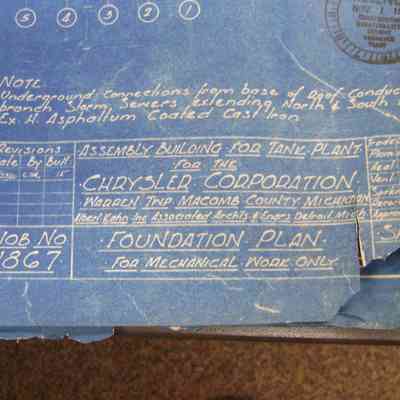 5 4 3 2 1
NOTE
Underground Connections from base of Roof Conduc
branch Storm Sewers extending North & South
Ex. H. Asphaltum Coated Cast Iron
Revisions
ate By Bull
15
ASSEMBLY BUILDING FOR TANK PLANT
FOR THE
CHRYSLER CORPORATION
WARREN TWP MACOMB COUNTY MICHIGAN
Albert Kahn Inc Associated Archts & Engrs Detroit Mich
JOB NO
1867
FOUNDATION PLAN
FOR MECHANICAL WORK ONLY